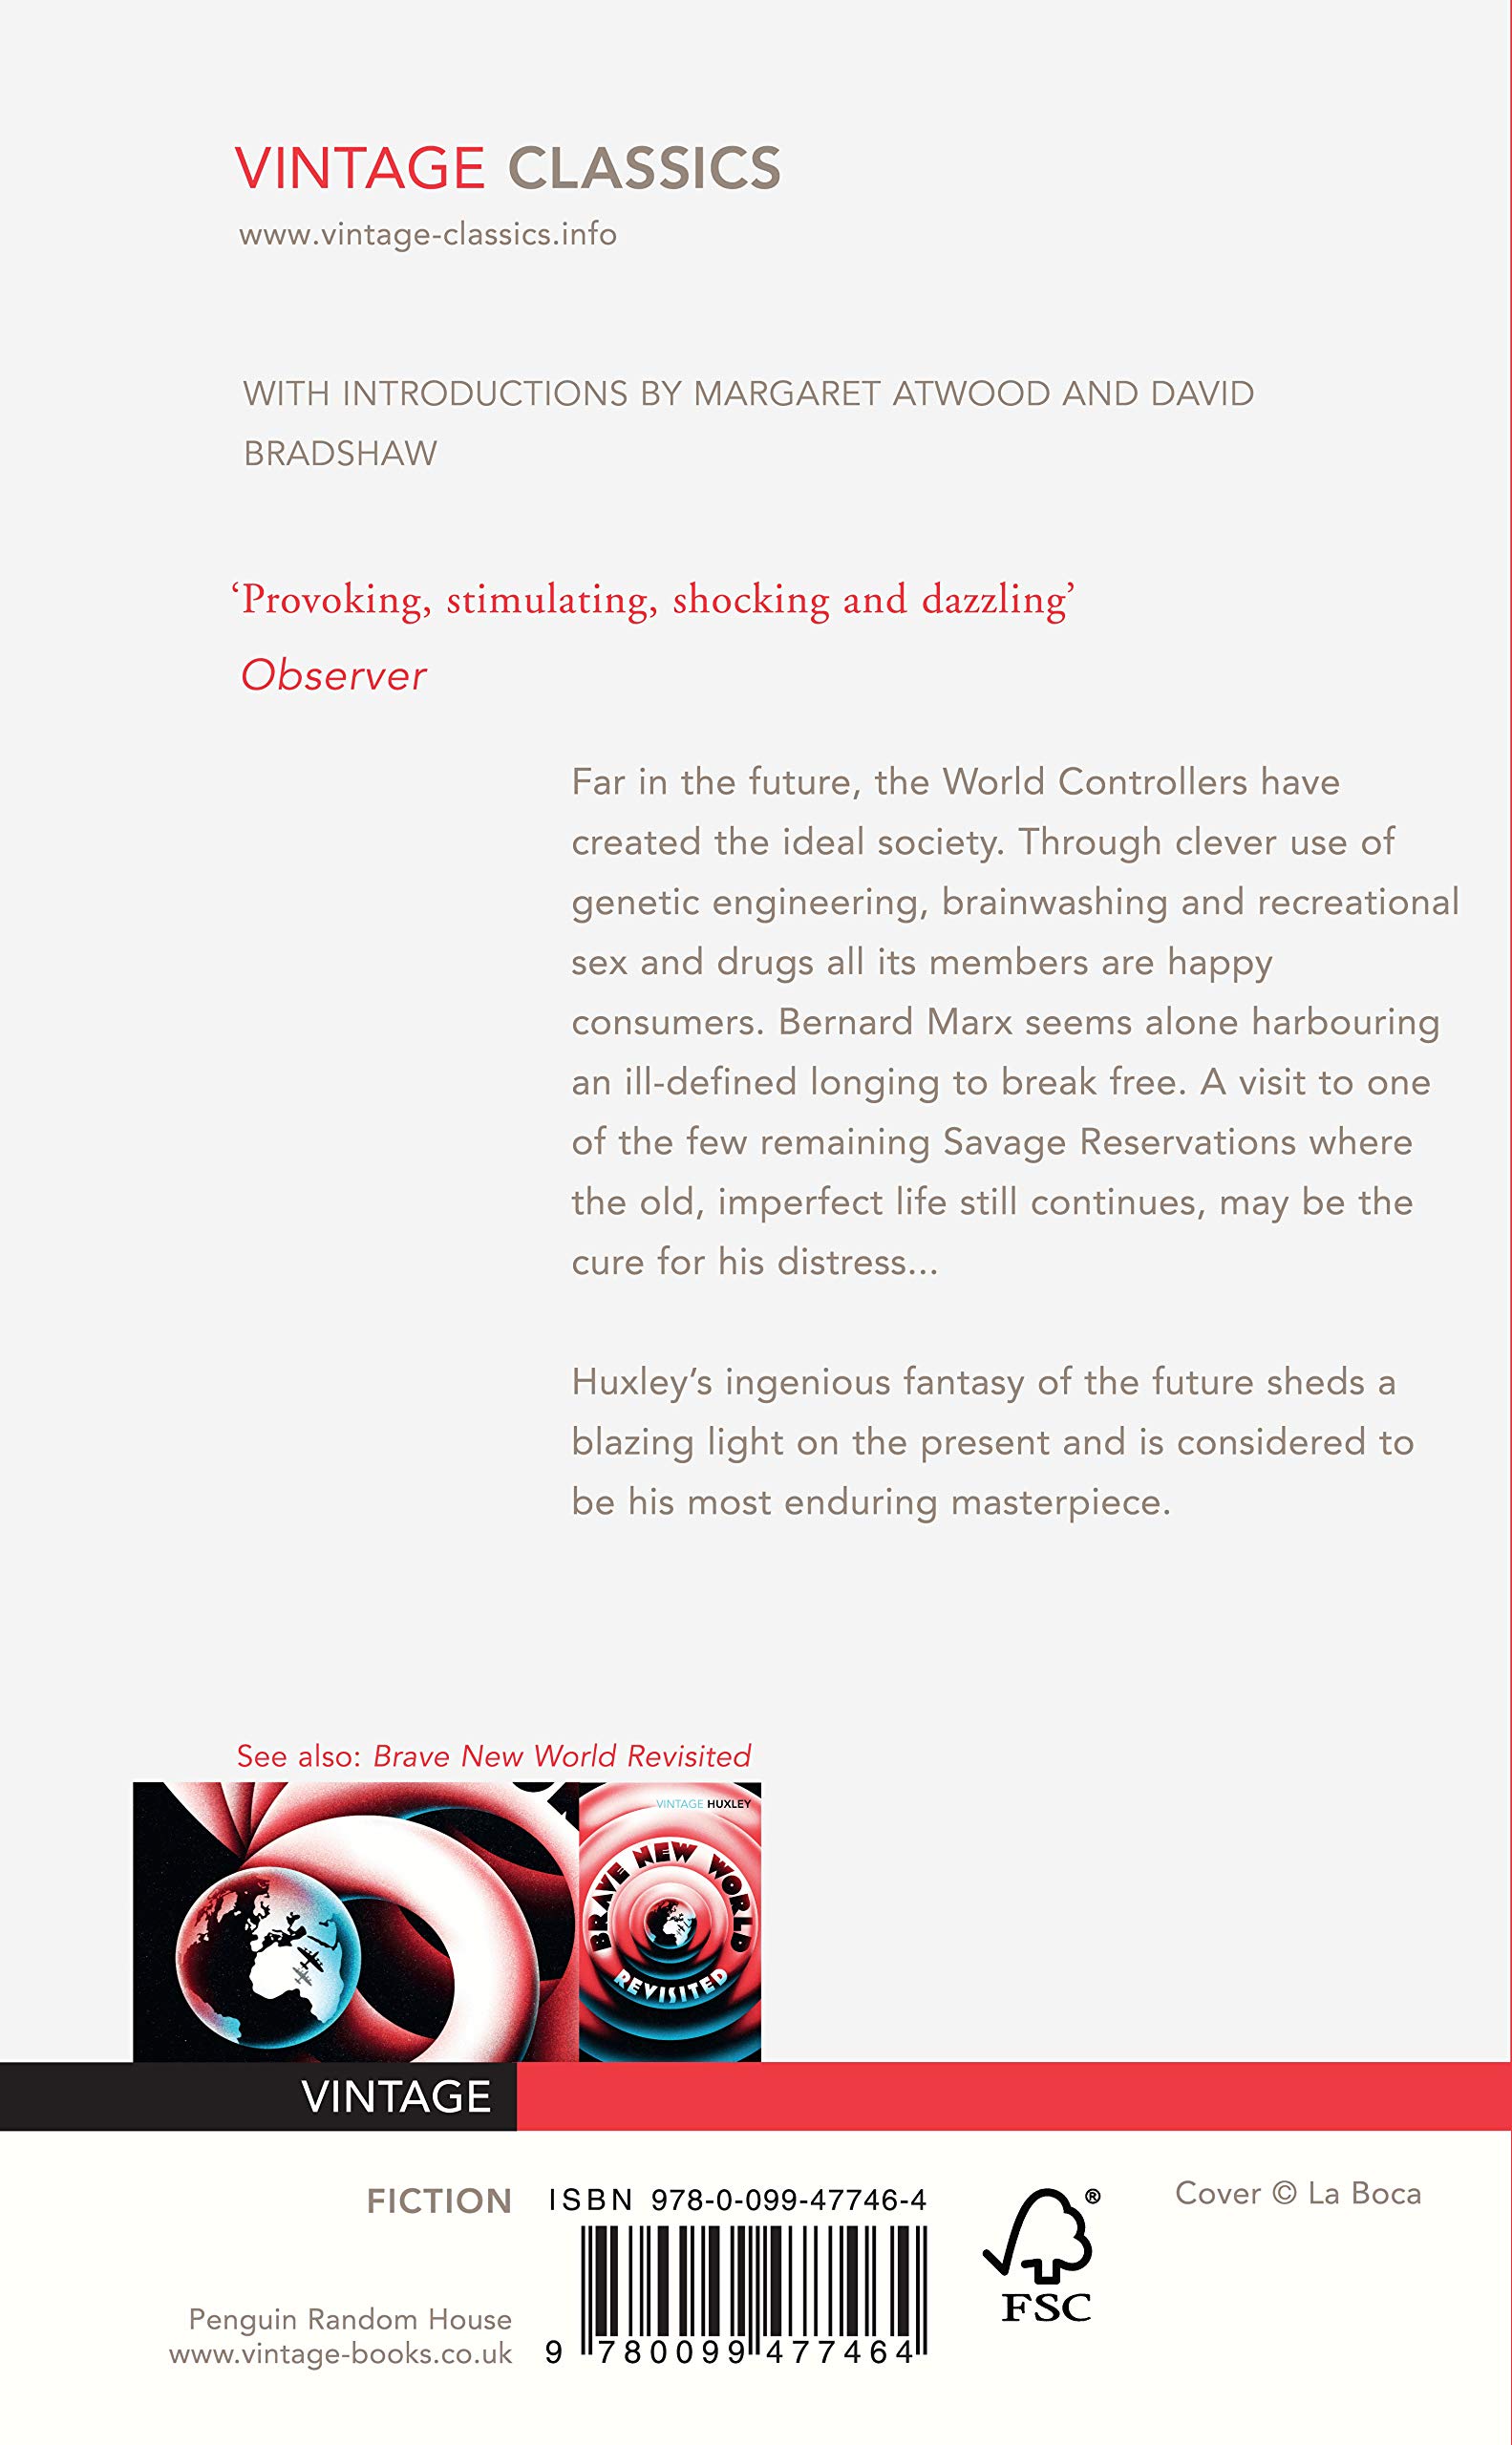 VINTAGE CLASSICS
www.vintage-classics.info
WITH INTRODUCTIONS BY MARGARET ATWOOD AND DAVID
BRADSHAW
‘Provoking, stimulating, shocking and dazzling’
Observer
Far in the future, the World Controllers have
created the ideal society. Through clever use of
genetic engineering, brainwashing and recreational
sex and drugs all its members are happy
consumers. Bernard Marx seems alone harbouring
an ill-defined longing to break free. A visit to one
of the few remaining Savage Reservations where
the old, imperfect life still continues, may be the
cure for his distress...
Huxley’s ingenious fantasy of the future sheds a
blazing light on the present and is considered to
be his most enduring masterpiece.
See also: Brave New World Revisited
VINTAGE HUXLEY
BRAVE NEW WORLD
REVISITED
VINTAGE
FICTION
ISBN 978-0-099-47746-4
Cover © La Boca
®
FSC
Penguin Random House
www.vintage-books.co.uk
9 780099 477464